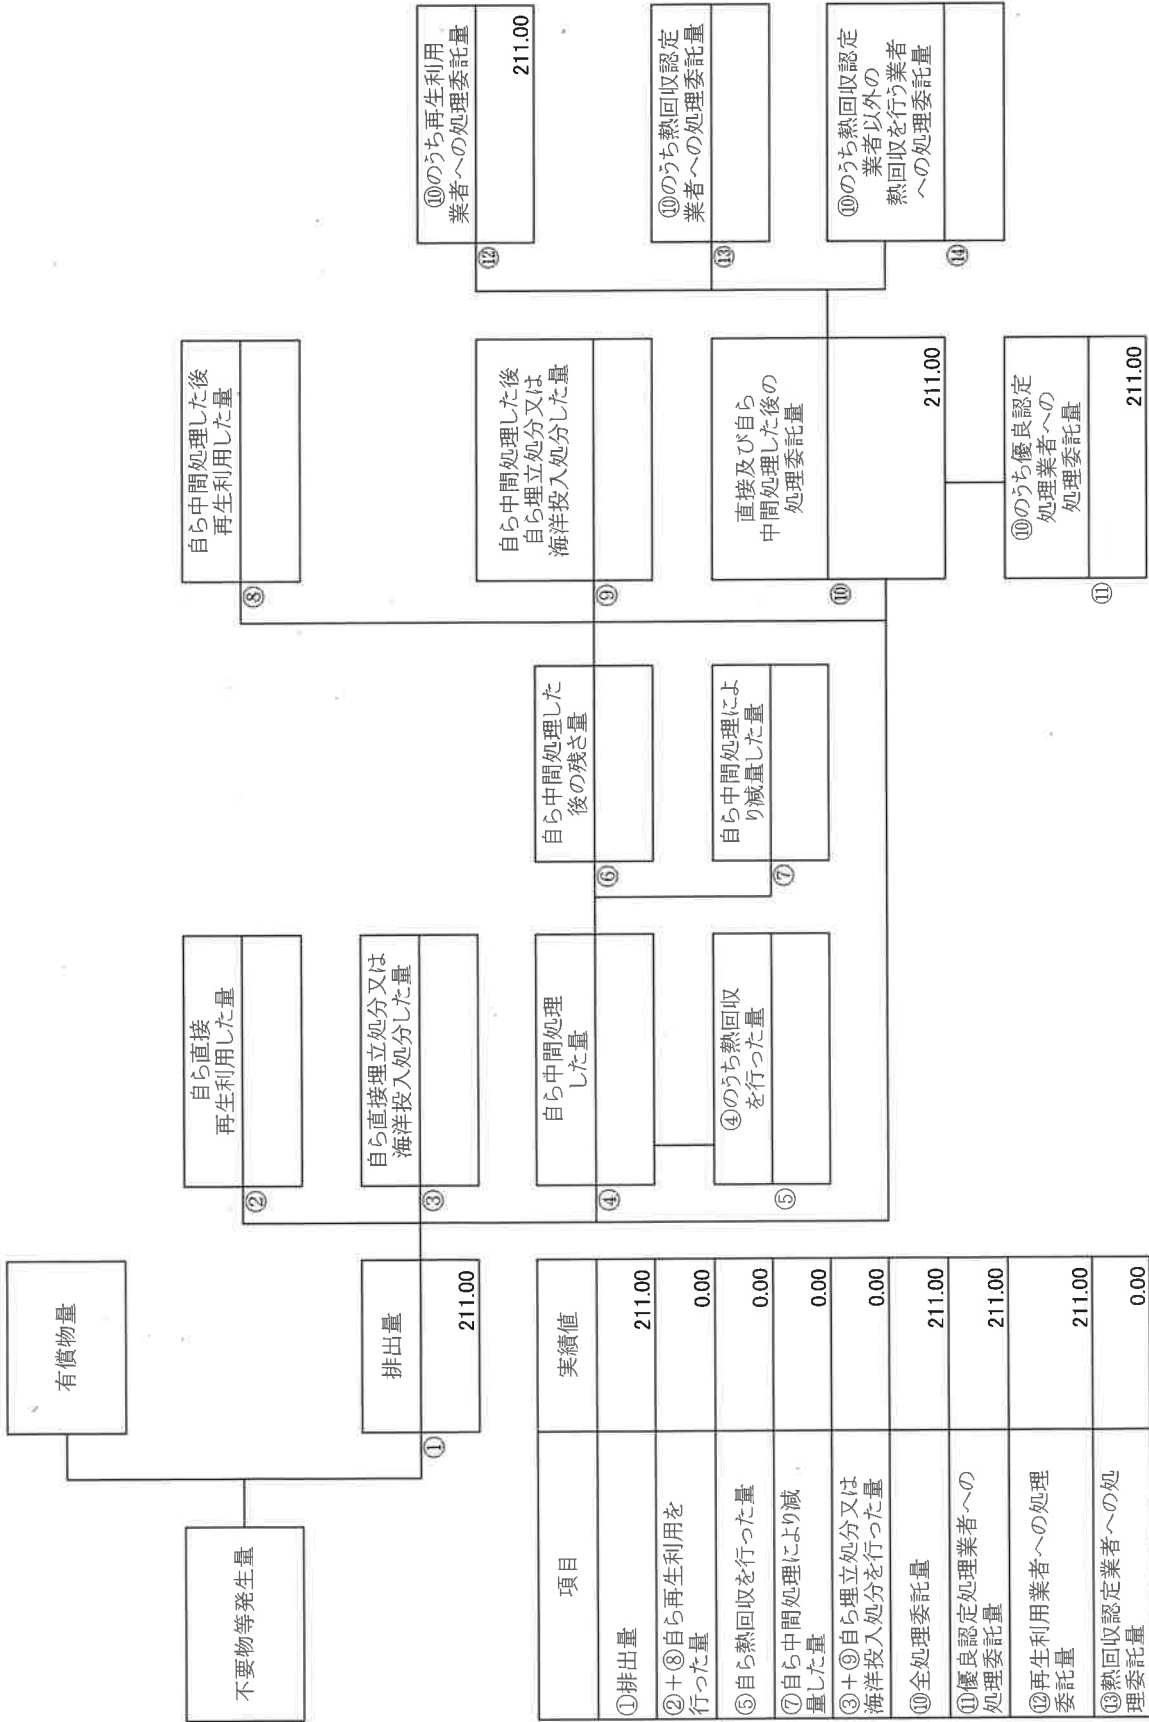 不要物等発生量
有償物量
排出量
①
211.00
自ら直接
再生利用した量
②
自ら直接埋立処分又は
海洋投入処分した量
③
自ら中間処理
した量
④
④のうち熱回収
を行った量
⑤
自ら中間処理した
後の残さ量
⑥
自ら中間処理によ
り減量した量
⑦
自ら中間処理した後
再生利用した量
⑧
自ら中間処理した後
自ら埋立処分又は
海洋投入処分した量
⑨
直接及び自ら
中間処理した後の
処理委託量
⑩
211.00
⑩のうち優良認定
処理業者への
処理委託量
⑪
211.00
⑩のうち再生利用
業者への処理委託量
⑫
211.00
⑩のうち熱回収認定
業者への処理委託量
⑬
⑩のうち熱回収認定
業者以外の
熱回収を行う業者
への処理委託量
⑭
項目 実績値
①排出量 211.00
②+⑧自ら再生利用を
行った量 0.00
⑤自ら熱回収を行った量 0.00
⑦自ら中間処理により減
量した量 0.00
③+⑨自ら埋立処分又は
海洋投入処分を行った量 0.00
⑩全処理委託量 211.00
⑪優良認定処理業者への
処理委託量 211.00
⑫再生利用業者への処理
委託量 211.00
⑬熱回収認定業者への処
理委託量 0.00